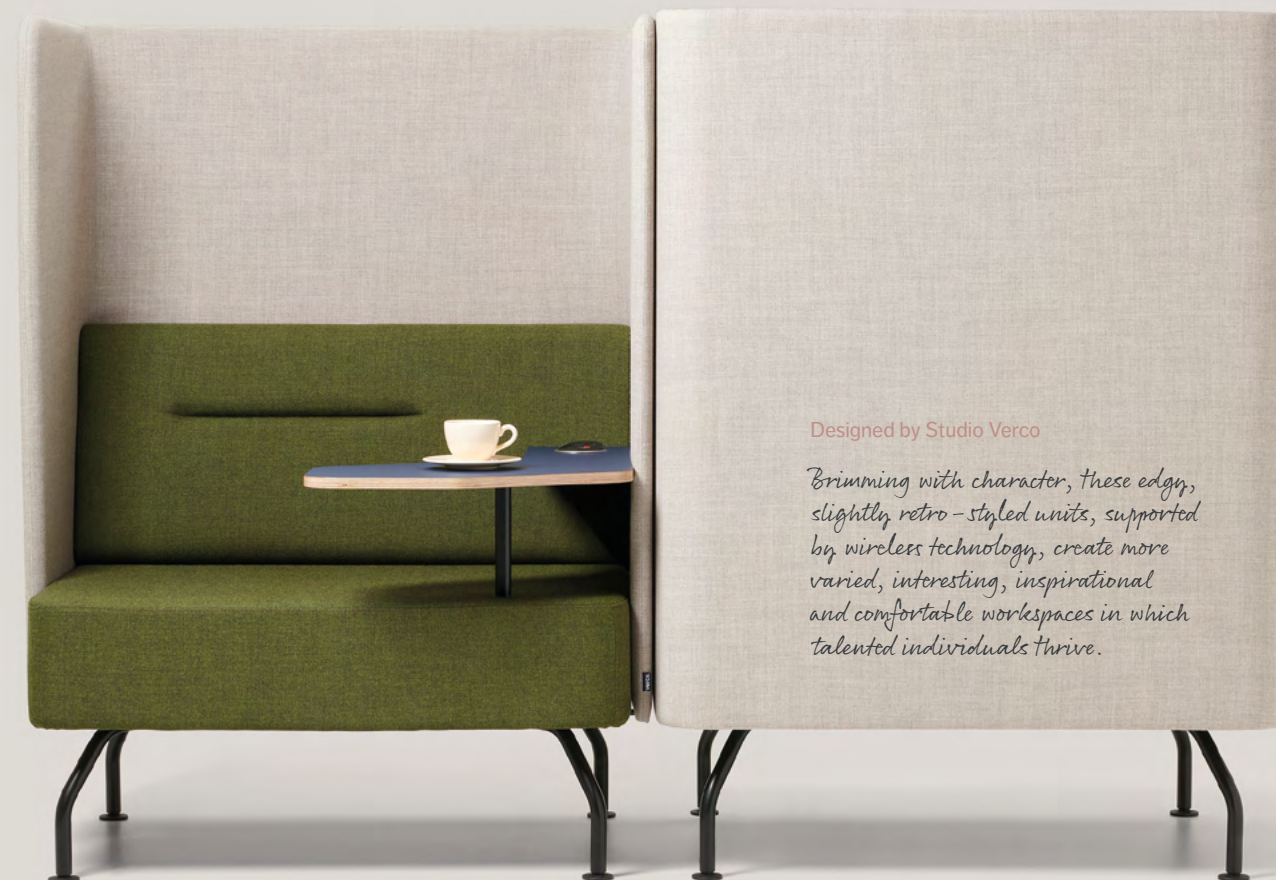 Designed by Studio Verco
Brimming with character, these edgy,
slightly retro-styled units, supported
by wireless technology, create more
varied, interesting, inspirational
and comfortable workspaces in which
talented individuals thrive.
verco